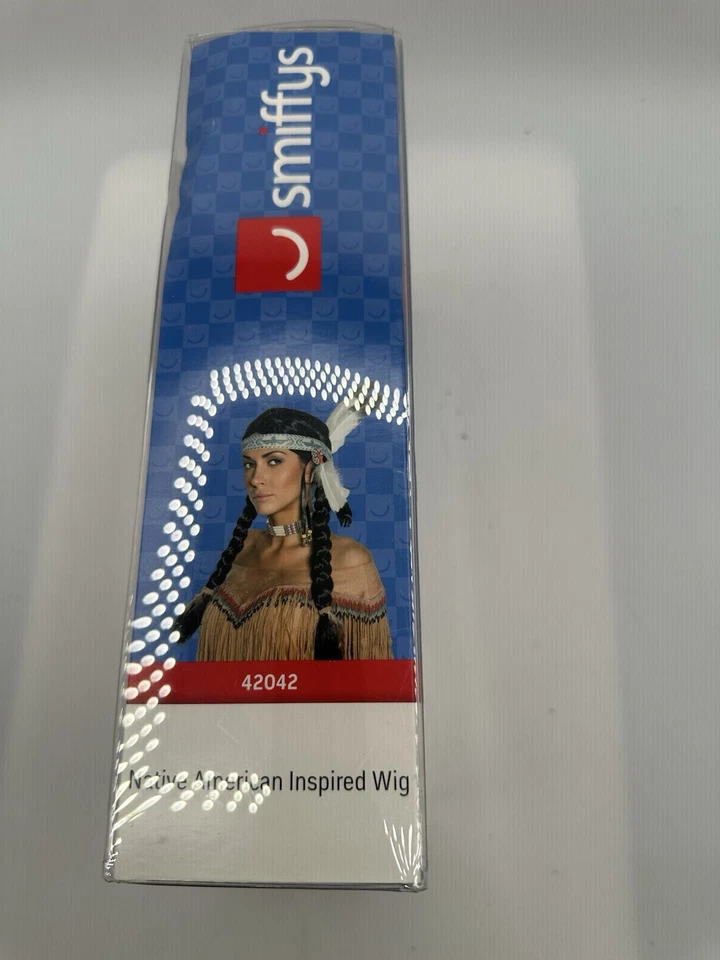 smiffys
42042
Native American Inspired Wig